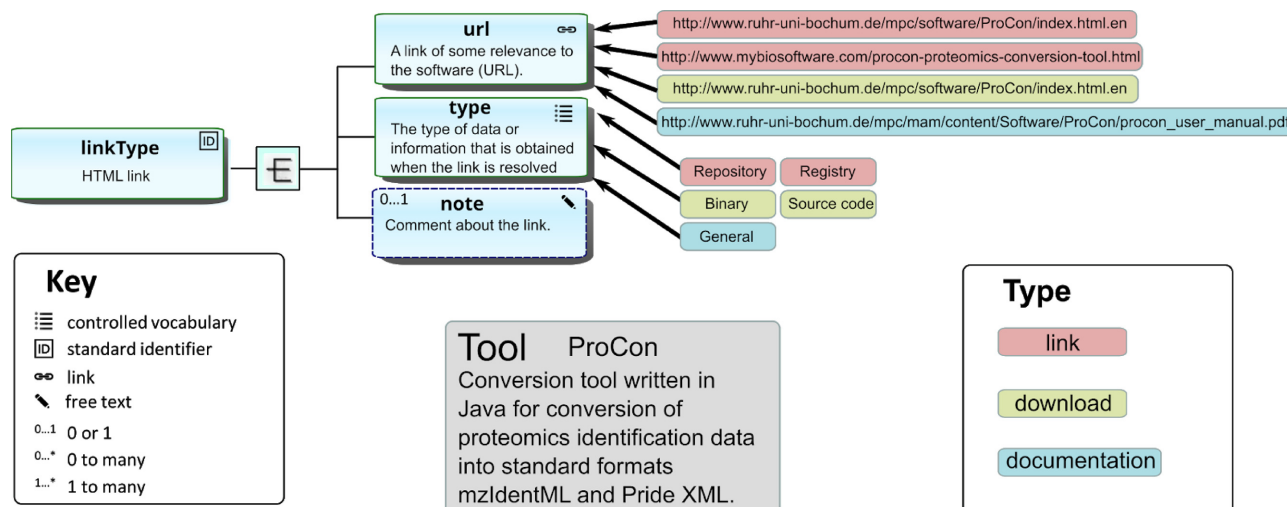 url
A link of some relevance to
the software (URL).
http://www.ruhr-uni-bochum.de/mpc/software/ProCon/index.html.en
http://www.mybiosoftware.com/procon-proteomics-conversion-tool.html
http://www.ruhr-uni-bochum.de/mpc/software/ProCon/index.html.en
http://www.ruhr-uni-bochum.de/mpc/mam/content/Software/ProCon/procon_user_manual.pdf
linkType
ID
HTML link
type
The type of data or
information that is obtained
when the link is resolved
Repository Registry
Binary Source code
General
0...1 note
Comment about the link.
Key
controlled vocabulary
ID standard identifier
link
free text
0...1 0 or 1
0...* 0 to many
1...* 1 to many
Tool ProCon
Conversion tool written in
Java for conversion of
proteomics identification data
into standard formats
mzIdentML and Pride XML.
Type
link
download
documentation